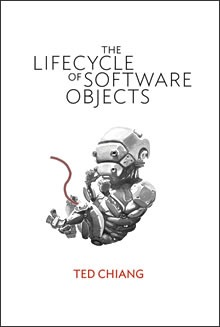 THE
LIFECYCLE
OF SOFTWARE
OBJECTS
TED CHIANG